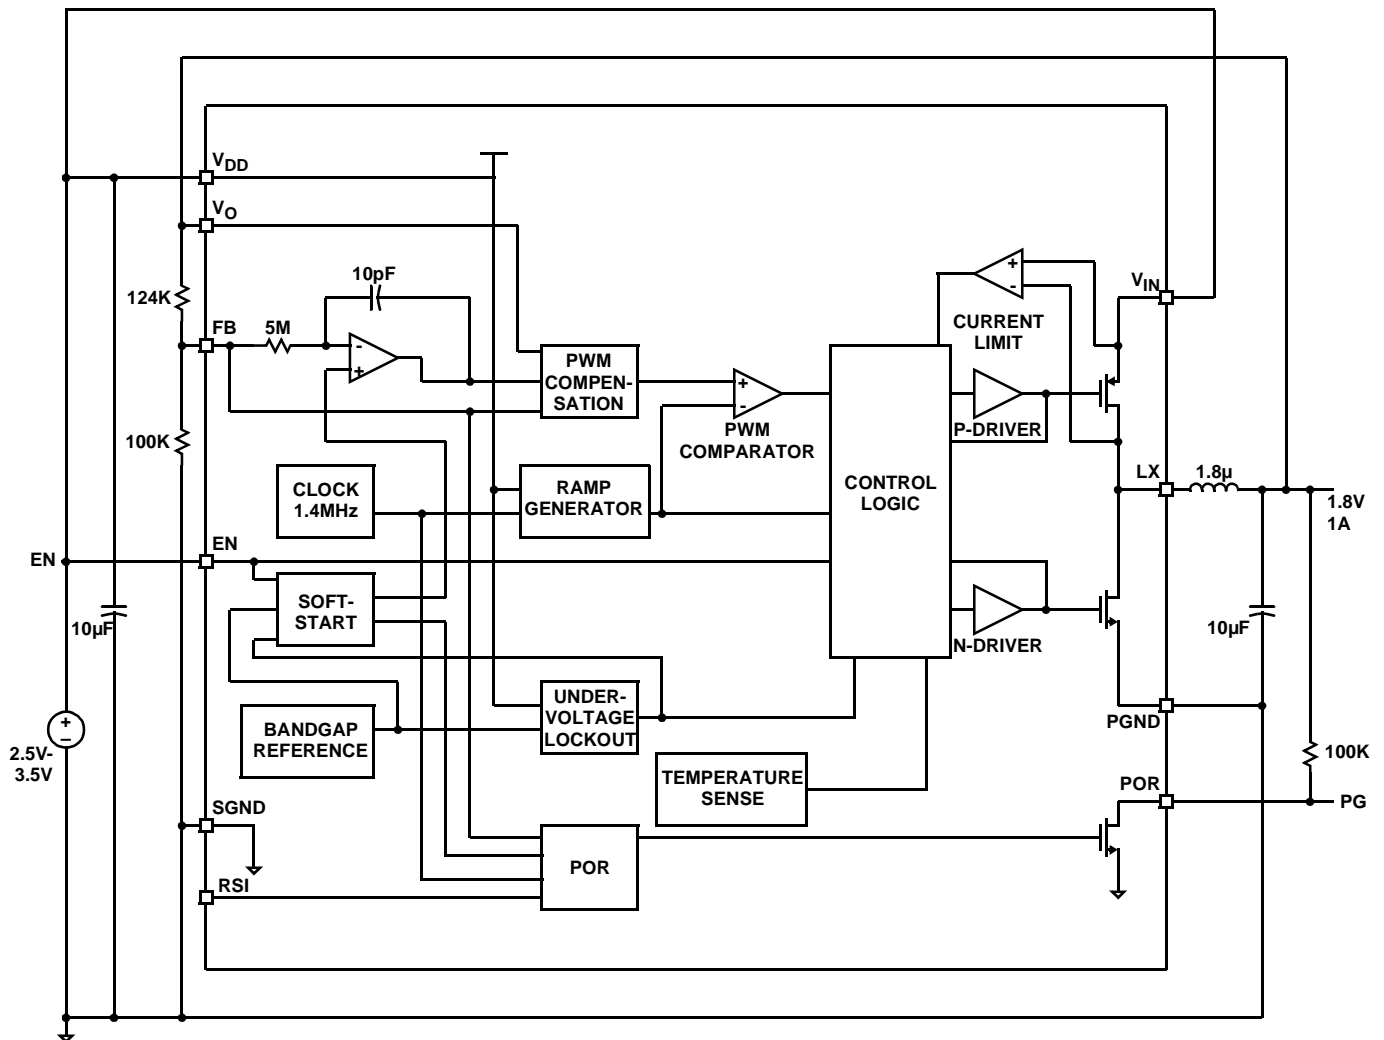 VDD
VO
10pF
124K
FB
5M
-
+
PWM
COMPEN-
SATION
+
-
PWM
COMPARATOR
+
-
CURRENT
LIMIT
VIN
P-DRIVER
100K
CLOCK
1.4MHz
RAMP
GENERATOR
CONTROL
LOGIC
LX
1.8µ
1.8V
1A
EN
EN
SOFT-
START
10µF
N-DRIVER
10µF
+
–
2.5V-
3.5V
BANDGAP
REFERENCE
UNDER-
VOLTAGE
LOCKOUT
PGND
100K
TEMPERATURE
SENSE
POR
PG
SGND
RSI
POR